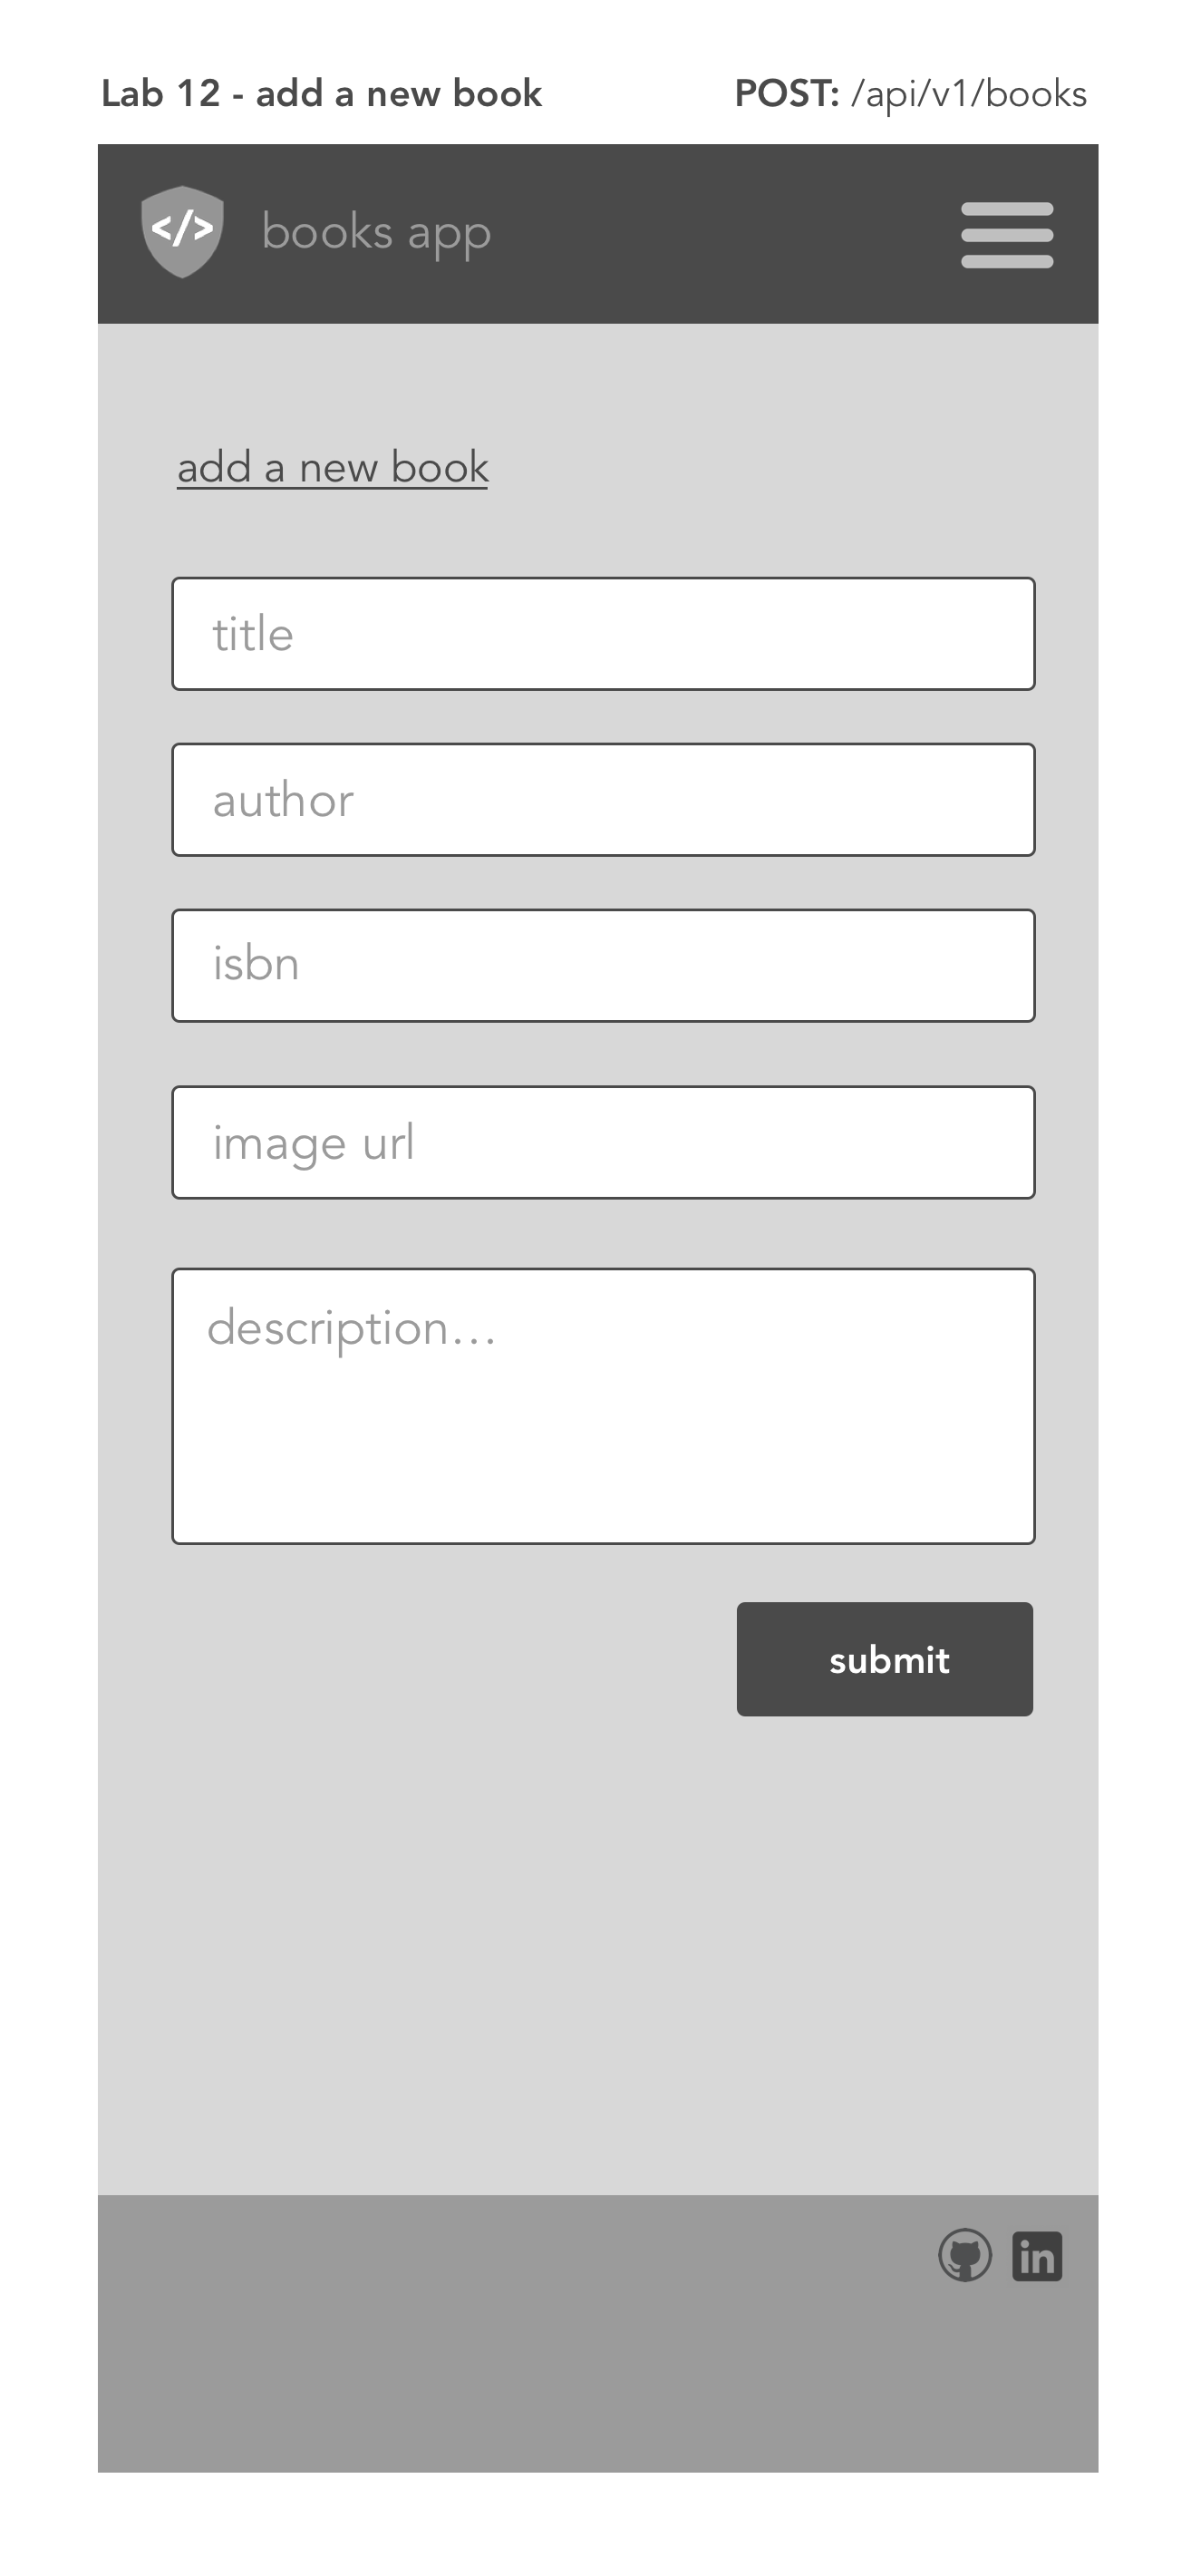 Lab 12 - add a new book POST: /api/v1/books
</> books app
add a new book
title
author
isbn
image url
description...
submit
in